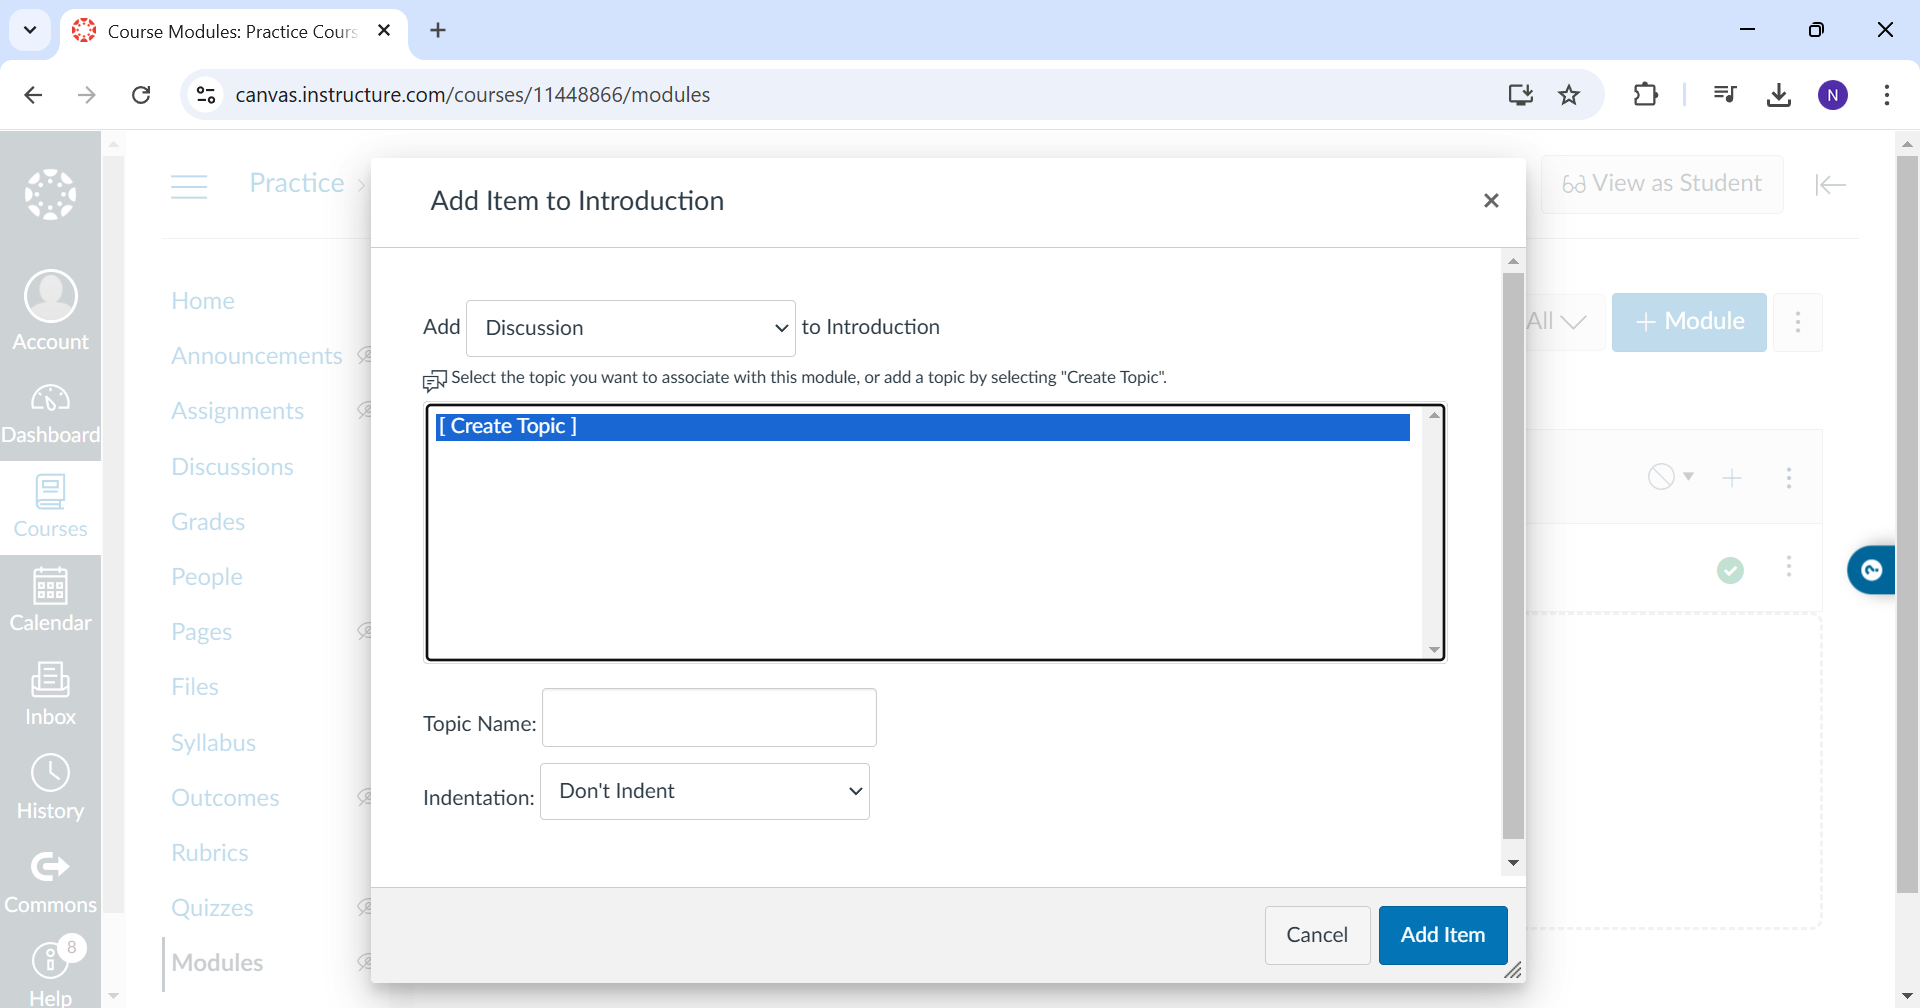 Course Modules: Practice Cours
canvas.instructure.com/courses/11448866/modules
N
Account
Dashboard
Courses
Calendar
Inbox
History
Commons
8
Help
Practice
View as Student
Home
Announcements
Assignments
Discussions
Grades
People
Pages
Files
Syllabus
Outcomes
Rubrics
Quizzes
Modules
All
+ Module
Add Item to Introduction
Add Discussion to Introduction
Select the topic you want to associate with this module, or add a topic by selecting "Create Topic".
[ Create Topic ]
Topic Name:
Indentation: Don't Indent
Cancel
Add Item